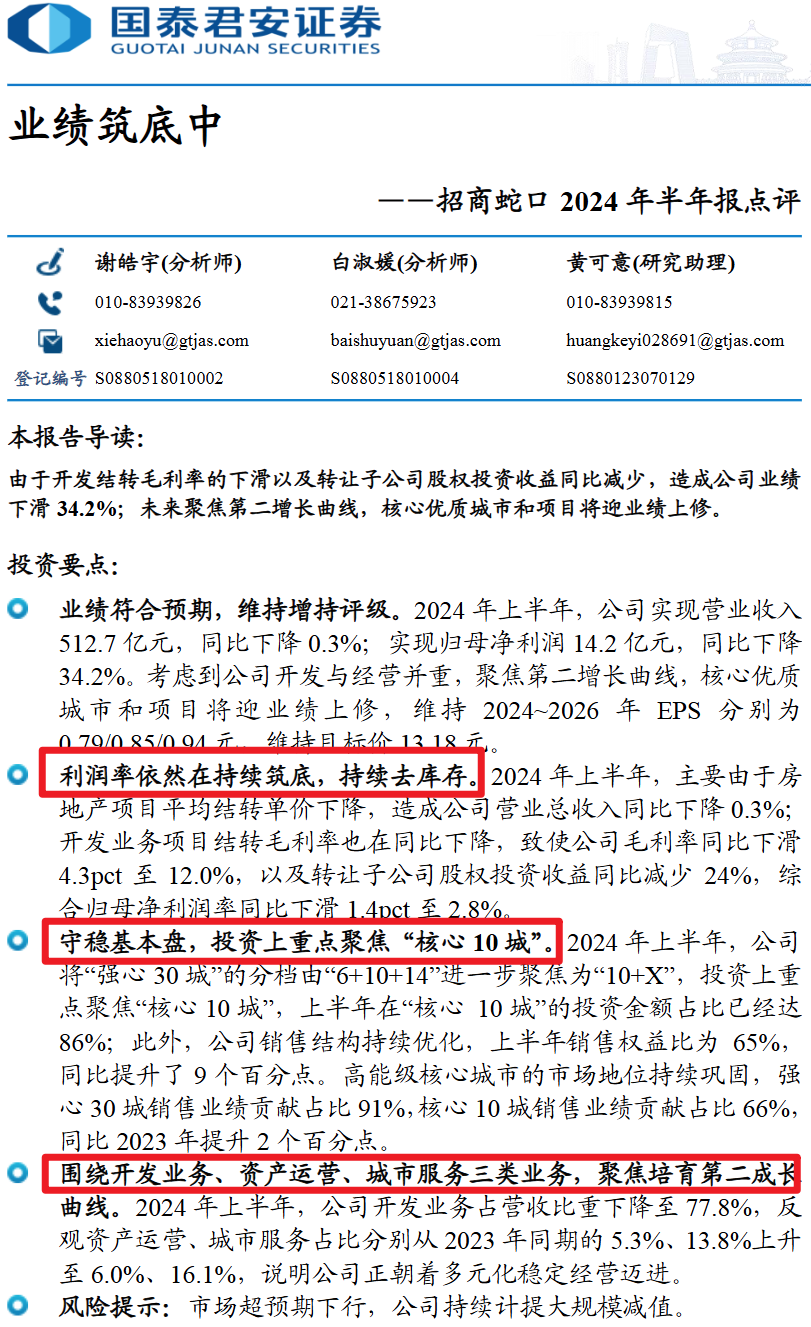 国泰君安证券
GUOTAI JUNAN SECURITIES
业绩筑底中
——招商蛇口 2024 年半年报点评
谢皓宇(分析师) 白淑媛(分析师) 黄可意(研究助理)
010-83939826 021-38675923 010-83939815
xiehaoyu@gtjas.com baishuyuan@gtjas.com huangkeyi028691@gtjas.com
登记编号 S0880518010002 S0880518010004 S0880123070129
本报告导读：
由于开发结转毛利率的下滑以及转让子公司股权投资收益同比减少，造成公司业绩
下滑 34.2%；未来聚焦第二增长曲线，核心优质城市和项目将迎业绩上修。
投资要点：
业绩符合预期，维持增持评级。2024 年上半年，公司实现营业收入
512.7 亿元，同比下降 0.3%；实现归母净利润 14.2 亿元，同比下降
34.2%。考虑到公司开发与经营并重，聚焦第二增长曲线，核心优质
城市和项目将迎业绩上修，维持 2024~2026 年 EPS 分别为
0.79/0.85/0.94 元，维持目标价 13.18 元。
利润率依然在持续筑底，持续去库存。2024 年上半年，主要由于房
地产项目平均结转单价下降，造成公司营业总收入同比下降 0.3%；
开发业务项目结转毛利率也在同比下降，致使公司毛利率同比下滑
4.3pct 至 12.0%，以及转让子公司股权投资收益同比减少 24%，综
合归母净利润率同比下滑 1.4pct 至 2.8%。
守稳基本盘，投资上重点聚焦“核心 10 城”。2024 年上半年，公司
将“强心 30 城”的分档由“6+10+14”进一步聚焦为“10+X”，投资上重
点聚焦“核心 10 城”，上半年在“核心 10 城”的投资金额占比已经达
86%；此外，公司销售结构持续优化，上半年销售权益比为 65%，
同比提升了 9 个百分点。高能级核心城市的市场地位持续巩固，强
心 30 城销售业绩贡献占比 91%，核心 10 城销售业绩贡献占比 66%，
同比 2023 年提升 2 个百分点。
围绕开发业务、资产运营、城市服务三类业务，聚焦培育第二成长
曲线。2024 年上半年，公司开发业务占营收比重下降至 77.8%，反
观资产运营、城市服务占比分别从 2023 年同期的 5.3%、13.8%上升
至 6.0%、16.1%，说明公司正朝着多元化稳定经营迈进。
风险提示：市场超预期下行，公司持续计提大规模减值。